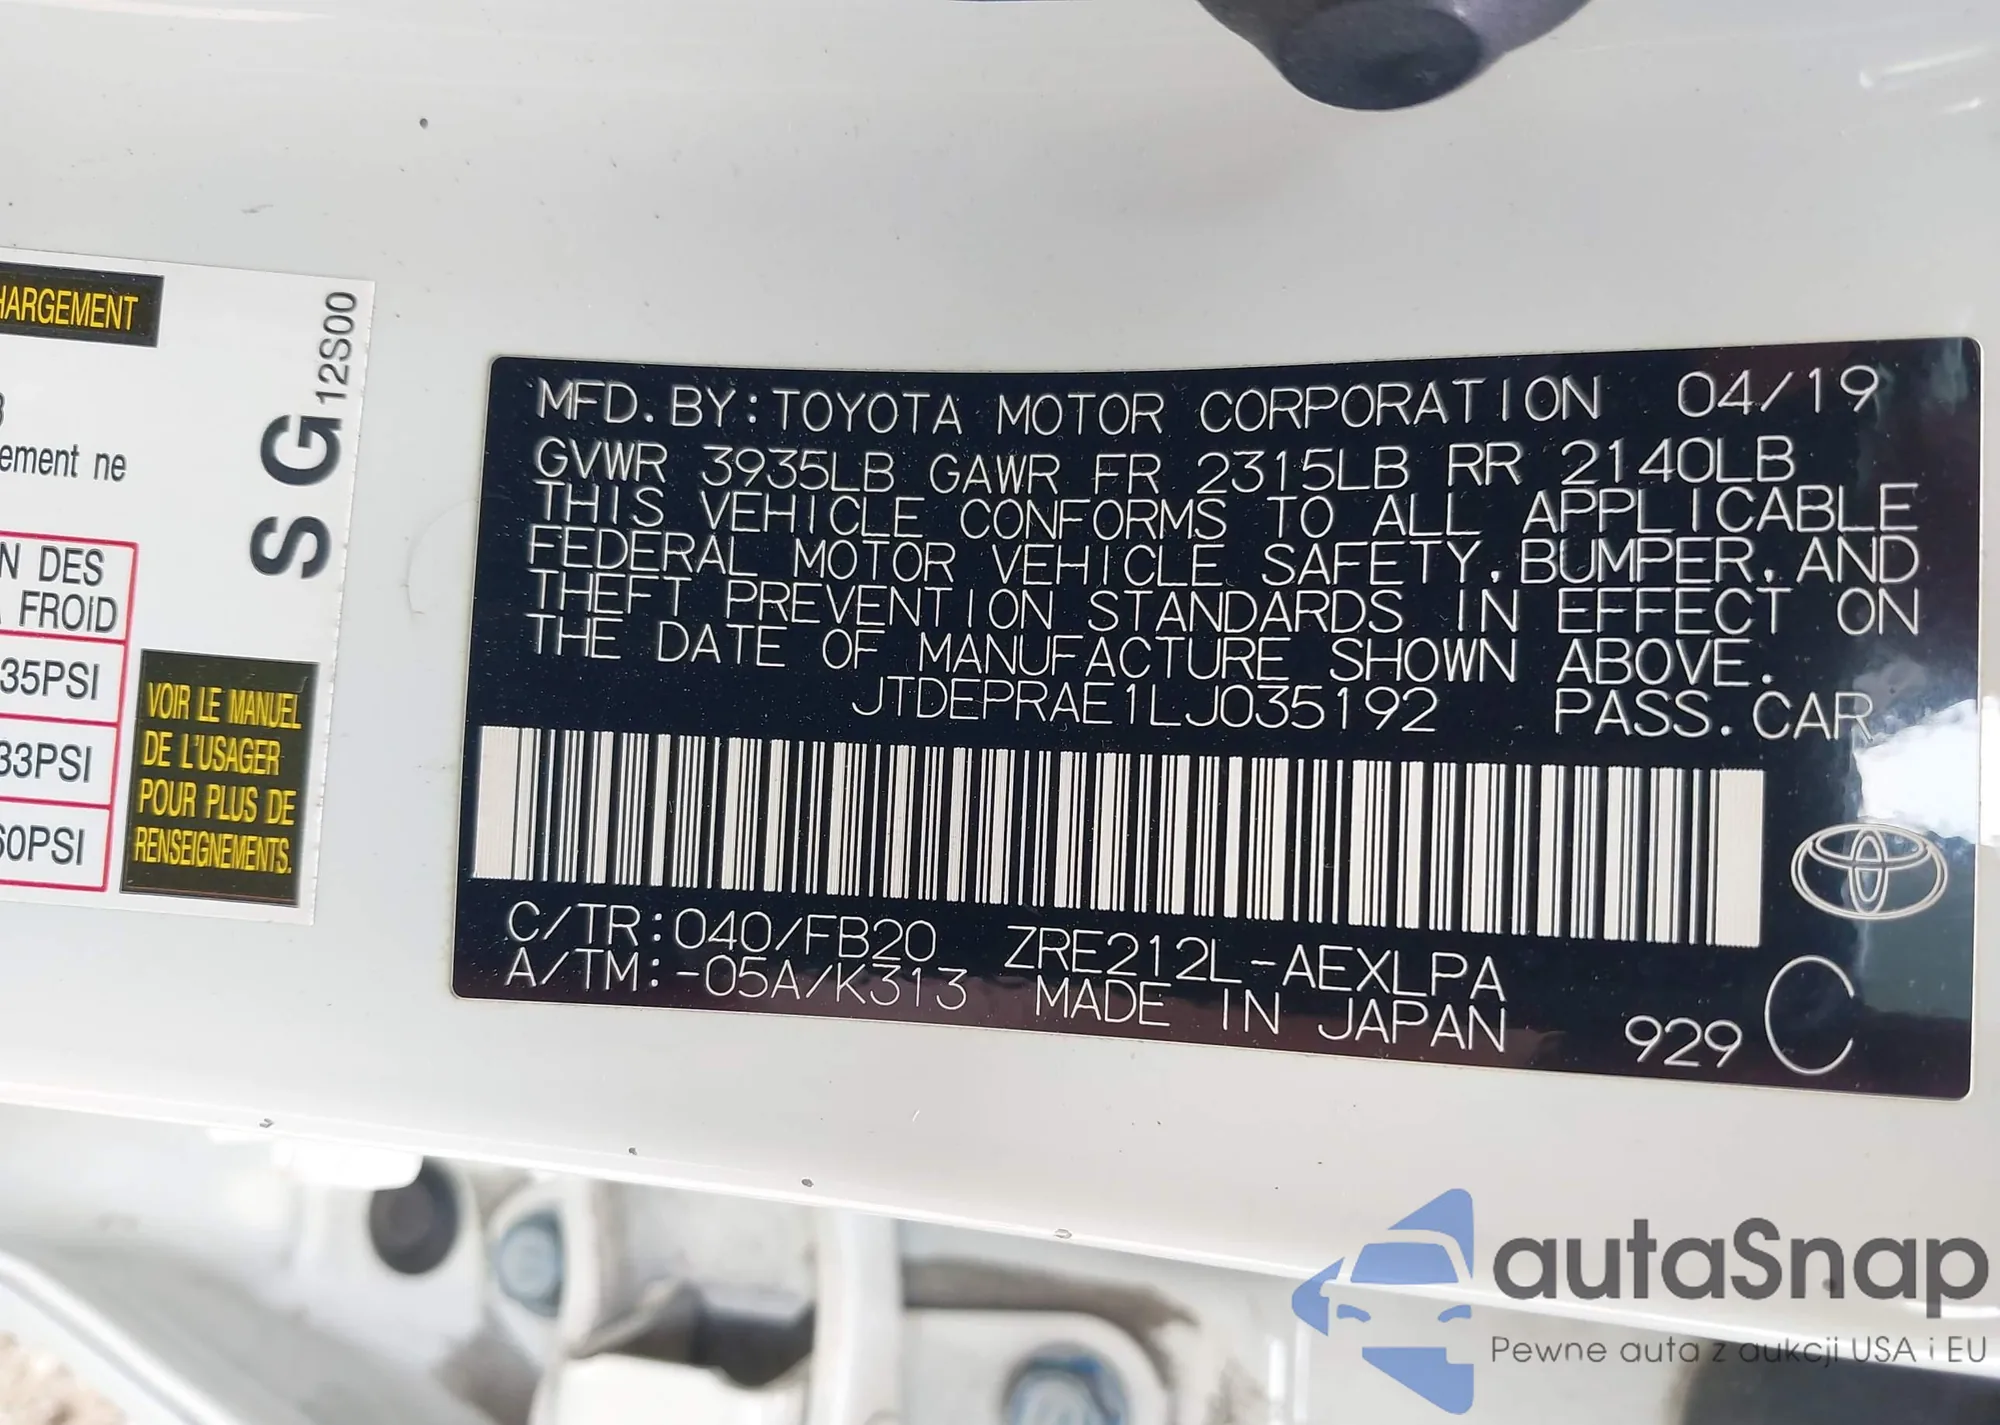 HARGEMENT
ement ne
N DES
FROID
35PSI
33PSI
60PSI
SG12S00
VOIR LE MANUEL
DE L'USAGER
POUR PLUS DE
RENSEIGNEMENTS.
MFD. BY: TOYOTA MOTOR CORPORATION 04/19
GVWR 3935LB GAWR FR 2315LB RR 2140LB
THIS VEHICLE CONFORMS TO ALL APPLICABLE
FEDERAL MOTOR VEHICLE SAFETY, BUMPER, AND
THEFT PREVENTION STANDARDS IN EFFECT ON
THE DATE OF MANUFACTURE SHOWN ABOVE.
JTDEPRAE1LJ035192 PASS. CAR
C/TR: 040/FB20 ZRE212L-AEXLPA
A/TM: -05A/K313 MADE IN JAPAN 929 C
autaSnap
Pewne auta z aukcji USA i EU